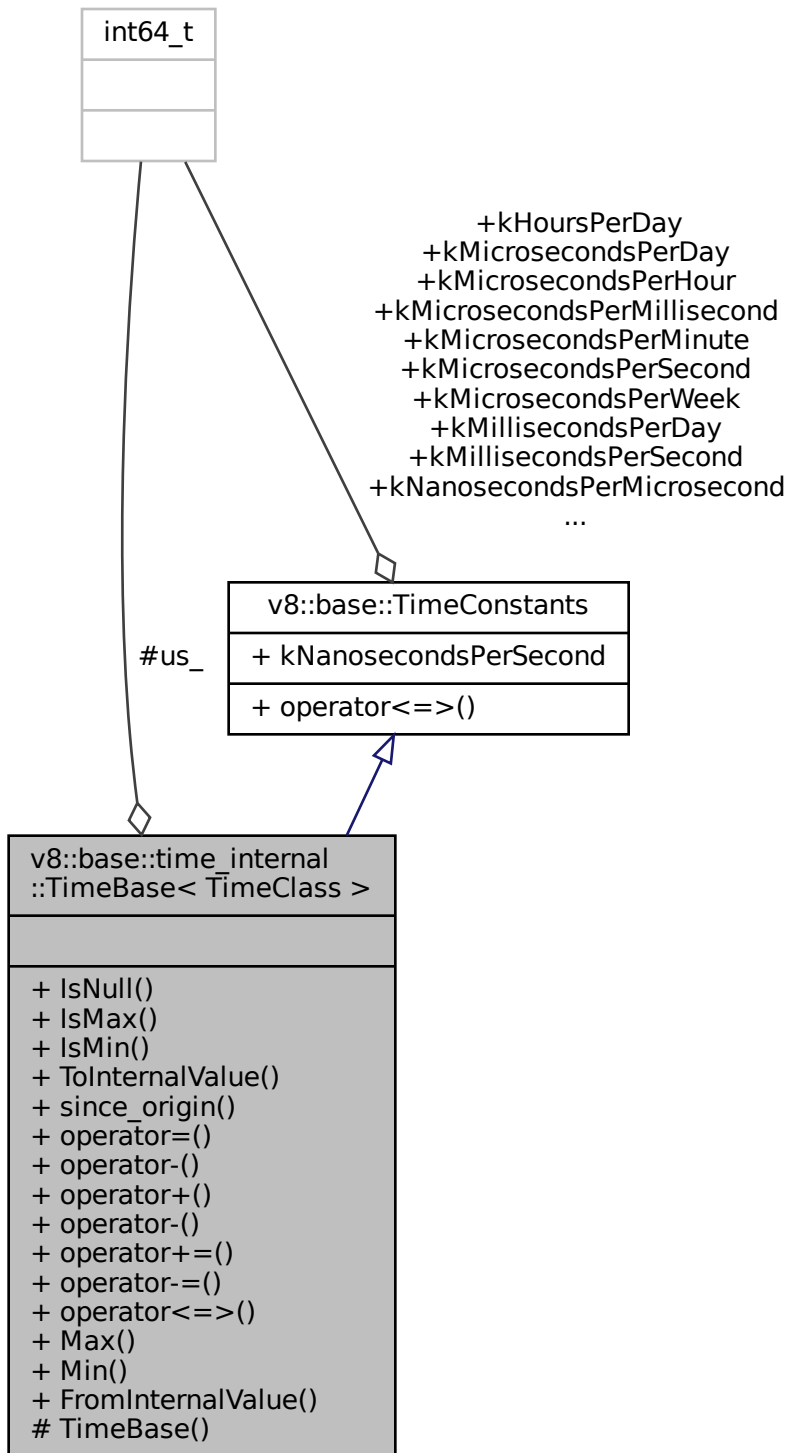 int64_t
+kHoursPerDay
+kMicrosecondsPerDay
+kMicrosecondsPerHour
+kMicrosecondsPerMillisecond
+kMicrosecondsPerMinute
+kMicrosecondsPerSecond
+kMicrosecondsPerWeek
+kMillisecondsPerDay
+kMillisecondsPerSecond
+kNanosecondsPerMicrosecond
...
v8::base::TimeConstants
+ kNanosecondsPerSecond
+ operator<=>()
#us_
v8::base::time_internal
::TimeBase< TimeClass >
+ IsNull()
+ IsMax()
+ IsMin()
+ ToInternalValue()
+ since_origin()
+ operator=()
+ operator-()
+ operator+()
+ operator-()
+ operator+=()
+ operator-=()
+ operator<=>()
+ Max()
+ Min()
+ FromInternalValue()
# TimeBase()